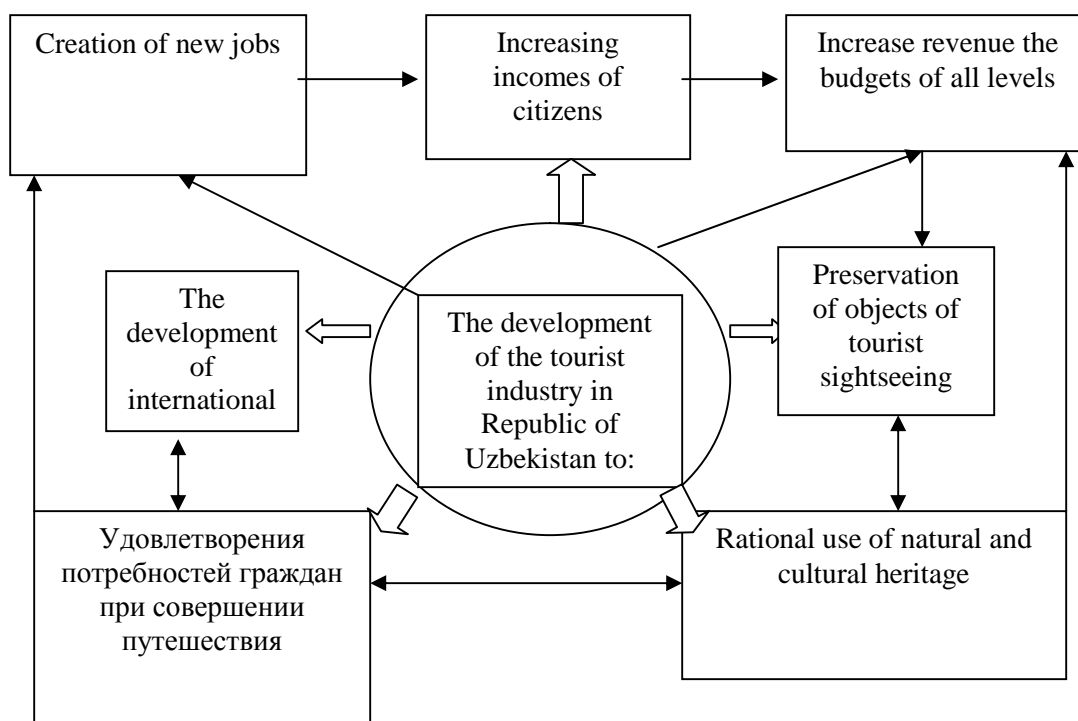 Creation of new jobs
Increasing
incomes of
citizens
Increase revenue the
budgets of all levels
The
development
of
international
The development
of the tourist
industry in
Republic of
Uzbekistan to:
Preservation
of objects of
tourist
sightseeing
Удовлетворения
потребностей граждан
при совершении
путешествия
Rational use of natural and
cultural heritage